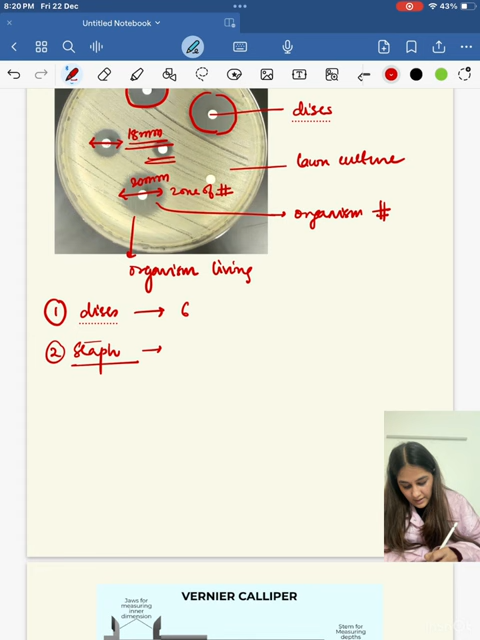 8:20 PM Fri 22 Dec
43%
Untitled Notebook
discs
18mm
lawn culture
20mm
zone of #
organism #
organism living
① discs → 6
② Staph →
VERNIER CALLIPER
Jaws for
measuring
inner
dimension
Stem for
Measuring
depths